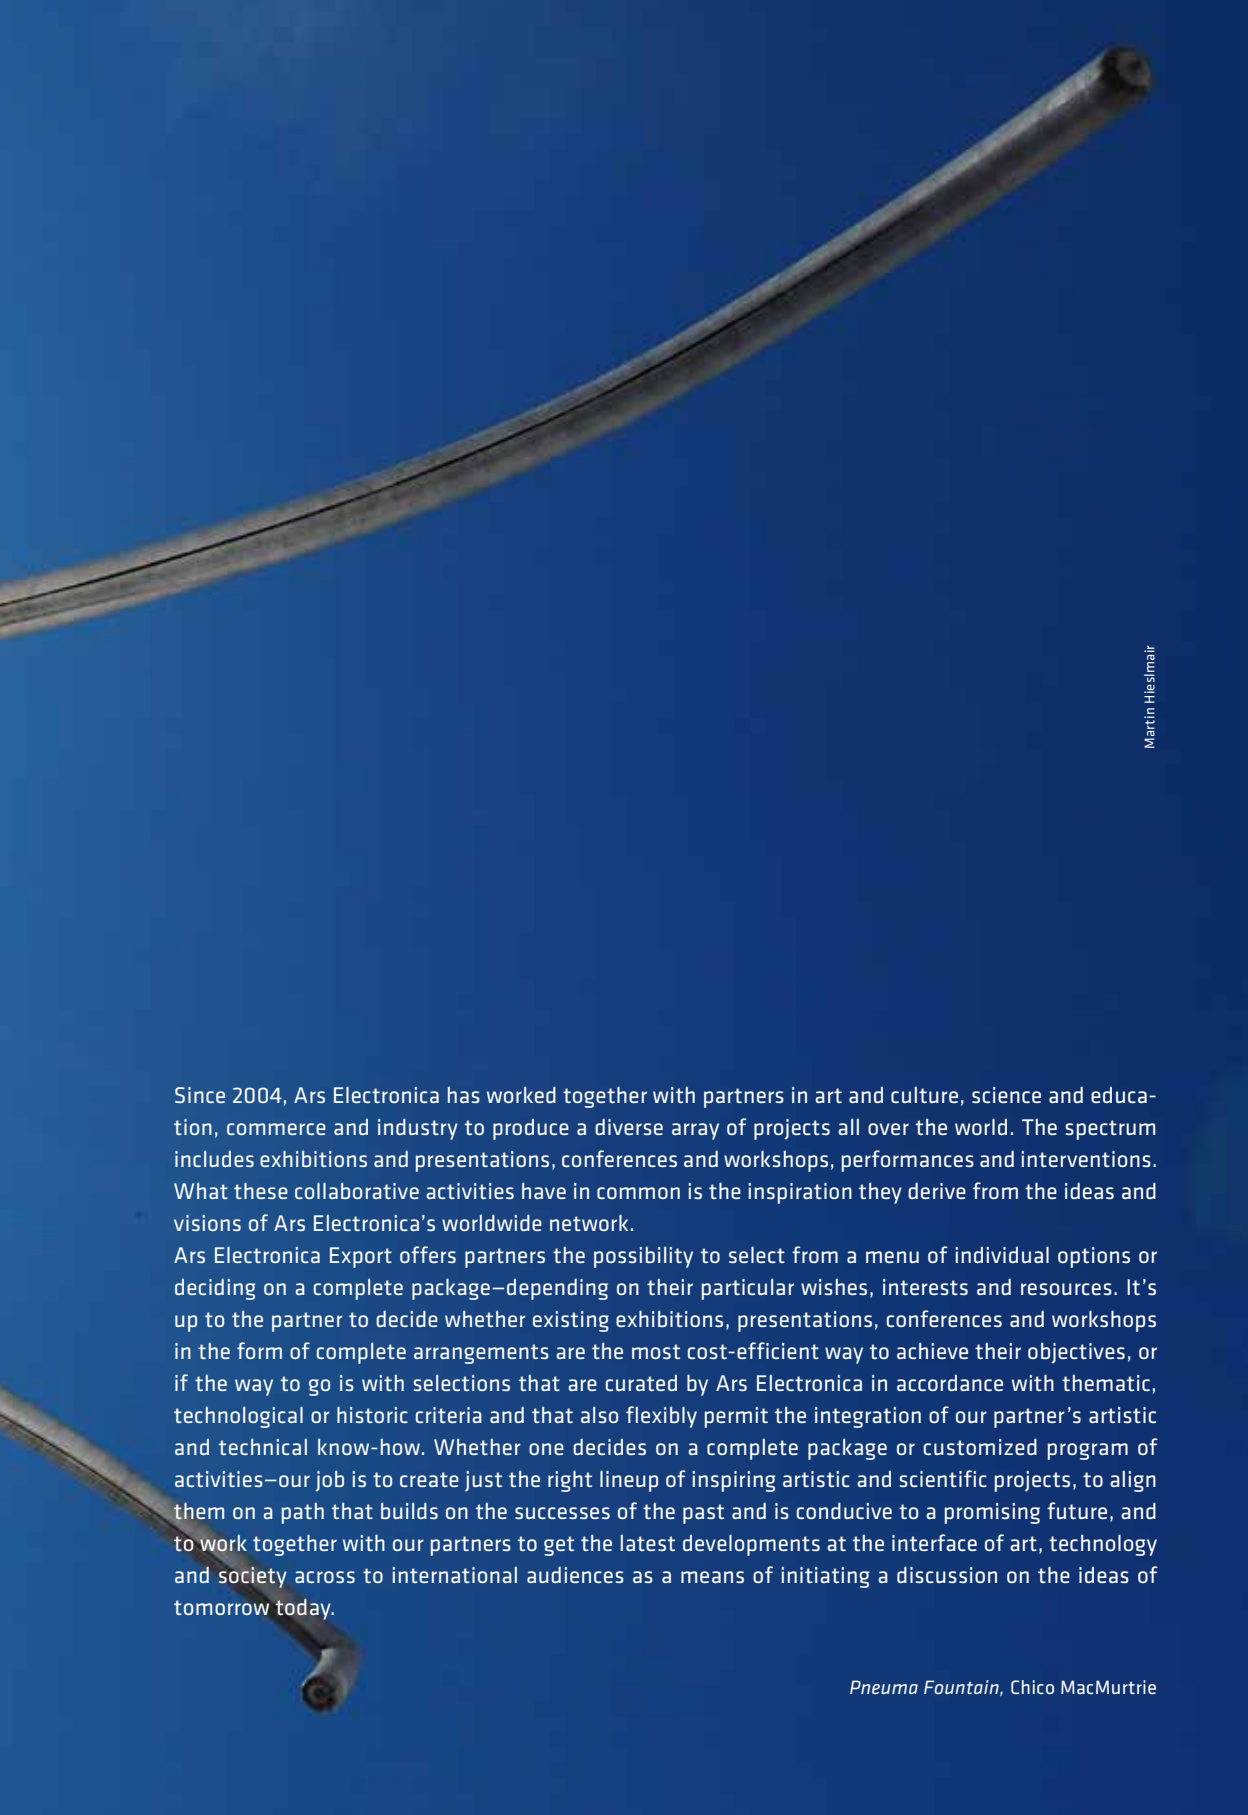 Martin Hieslmair
Since 2004, Ars Electronica has worked together with partners in art and culture, science and educa-
tion, commerce and industry to produce a diverse array of projects all over the world. The spectrum
includes exhibitions and presentations, conferences and workshops, performances and interventions.
What these collaborative activities have in common is the inspiration they derive from the ideas and
visions of Ars Electronica’s worldwide network.
Ars Electronica Export offers partners the possibility to select from a menu of individual options or
deciding on a complete package—depending on their particular wishes, interests and resources. It’s
up to the partner to decide whether existing exhibitions, presentations, conferences and workshops
in the form of complete arrangements are the most cost-efficient way to achieve their objectives, or
if the way to go is with selections that are curated by Ars Electronica in accordance with thematic,
technological or historic criteria and that also flexibly permit the integration of our partner’s artistic
and technical know-how. Whether one decides on a complete package or customized program of
activities—our job is to create just the right lineup of inspiring artistic and scientific projects, to align
them on a path that builds on the successes of the past and is conducive to a promising future, and
to work together with our partners to get the latest developments at the interface of art, technology
and society across to international audiences as a means of initiating a discussion on the ideas of
tomorrow today.
Pneuma Fountain, Chico MacMurtrie